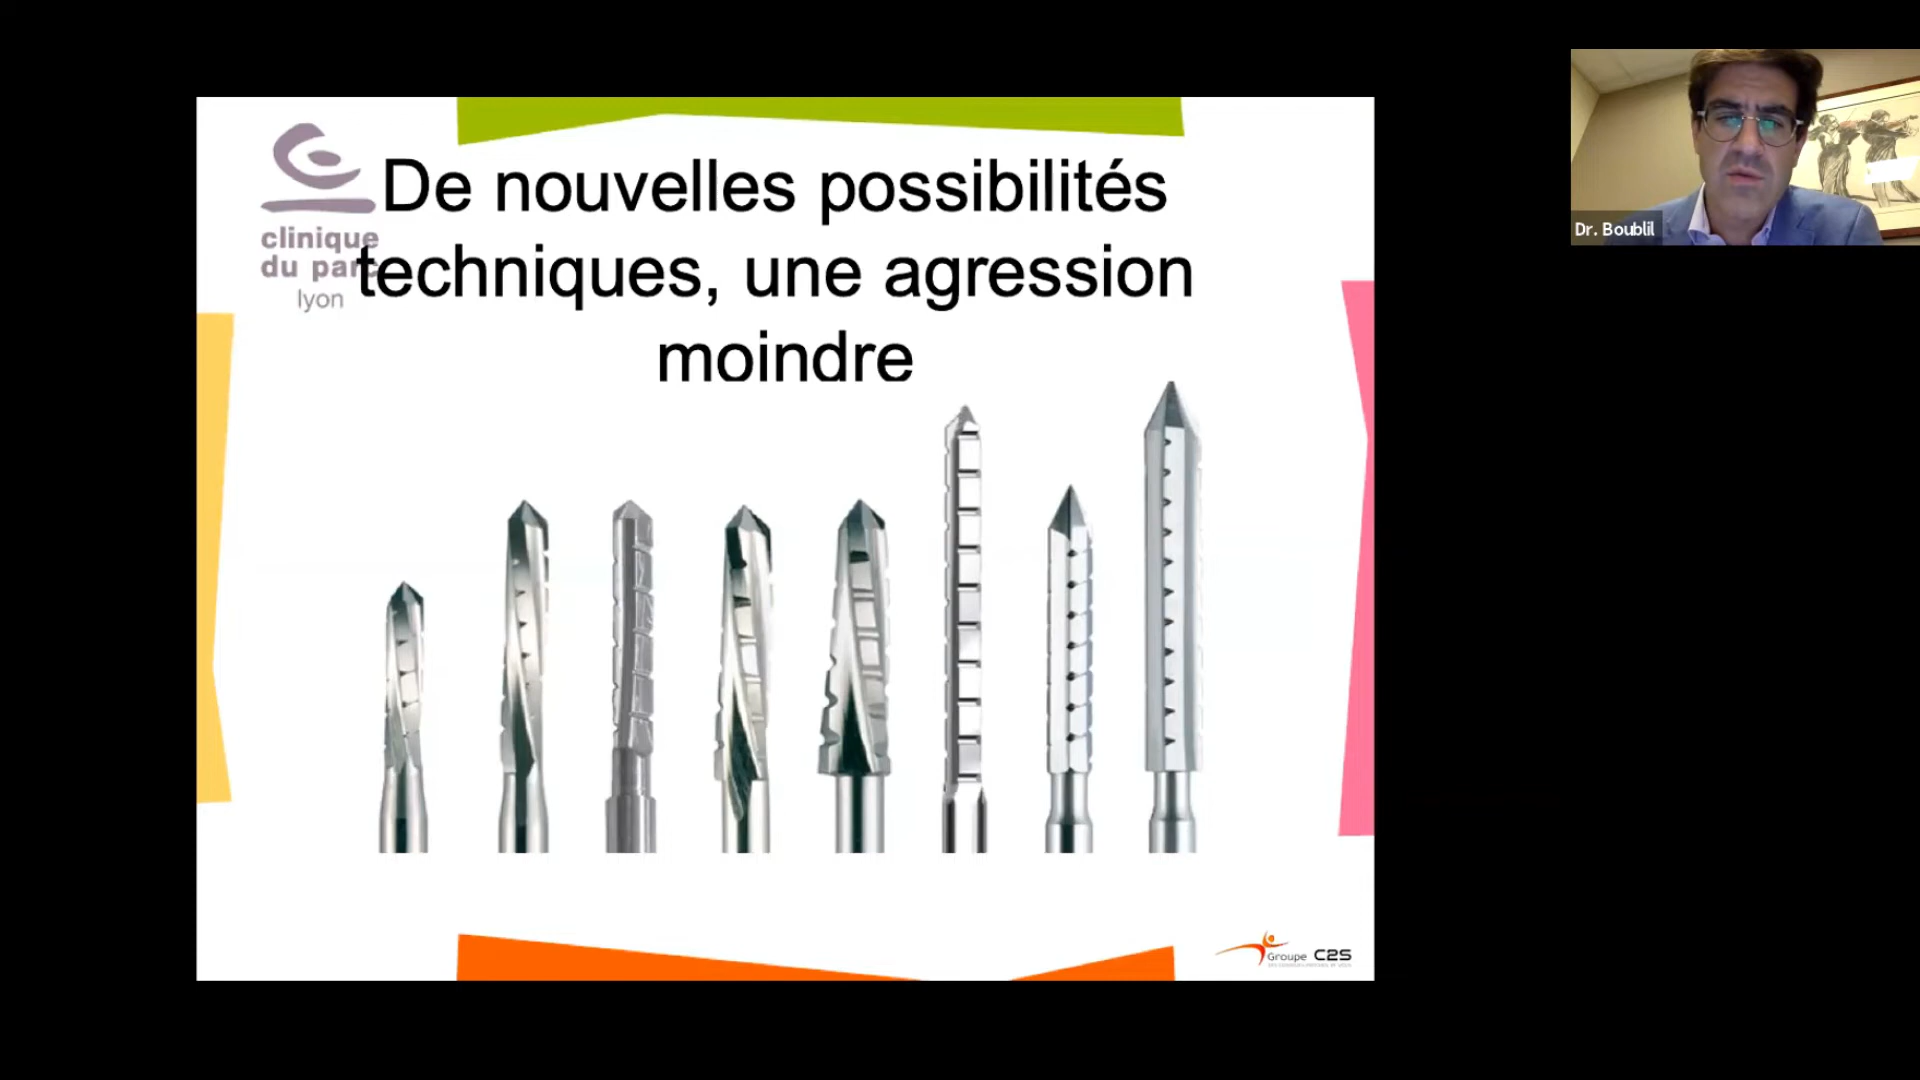 clinique
du parc
lyon
De nouvelles possibilités
techniques, une agression
moindre
Dr. Boublil
Groupe C2S